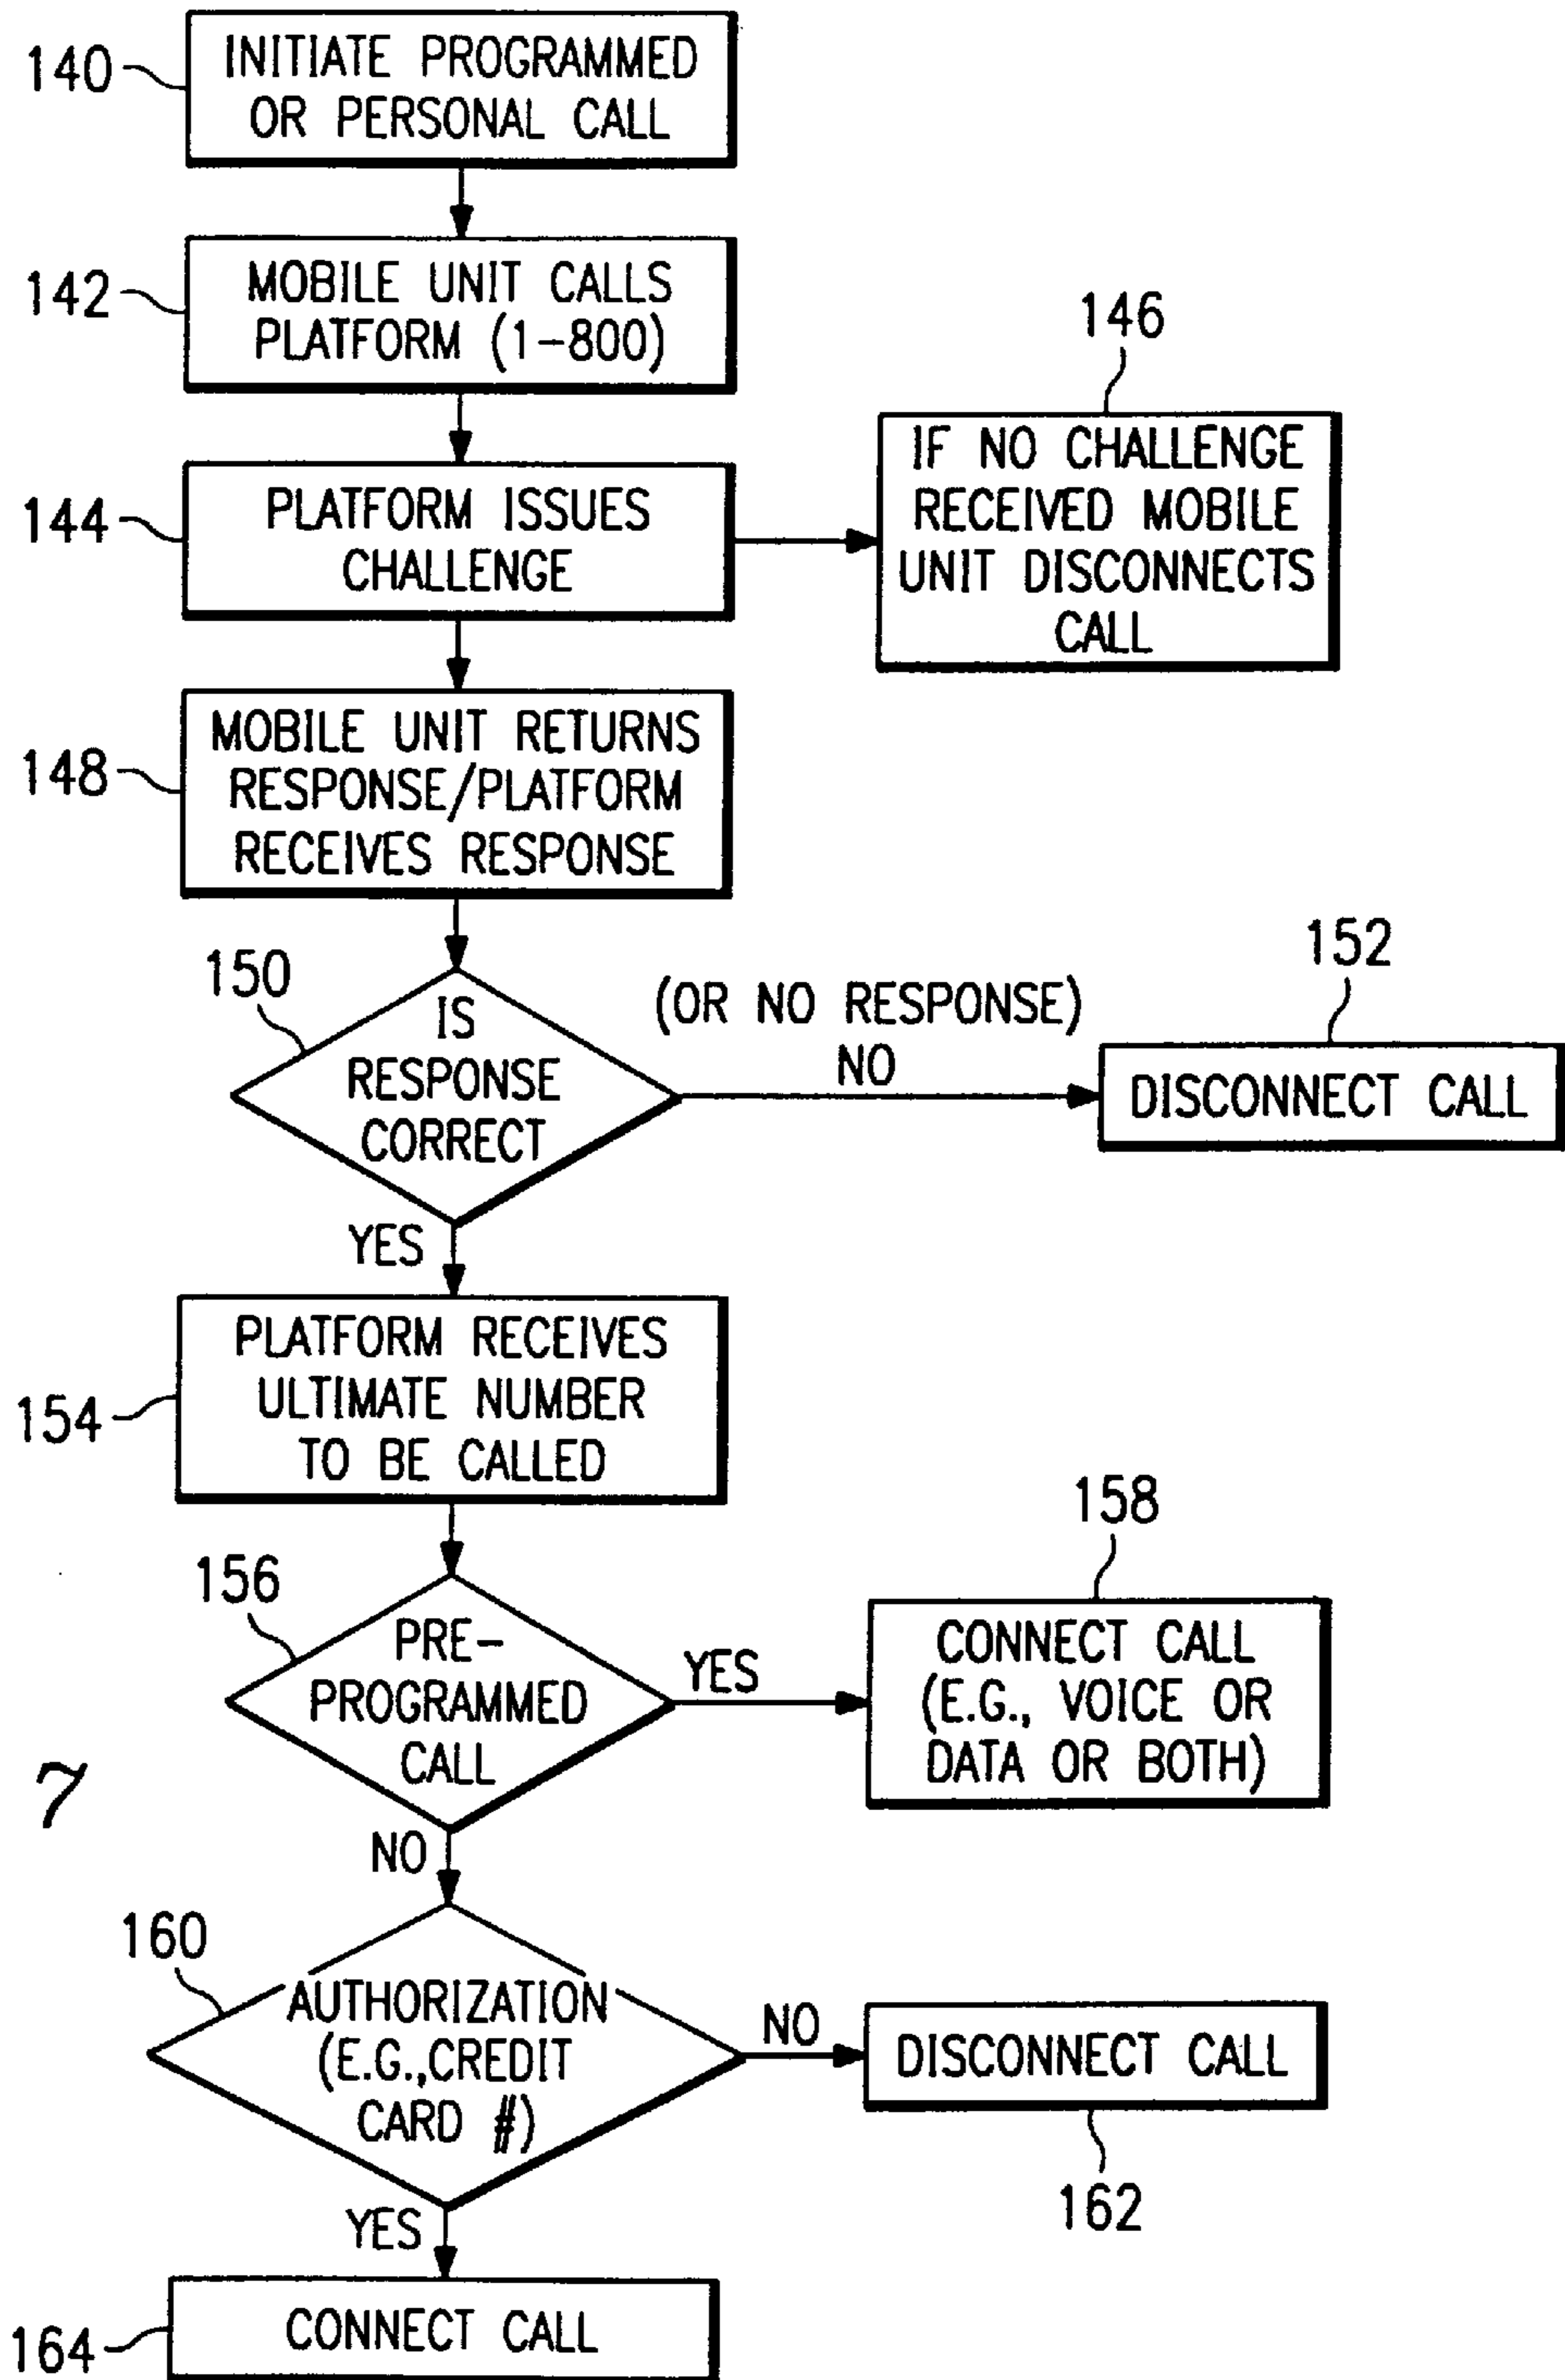 140
INITIATE PROGRAMMED
OR PERSONAL CALL
142
MOBILE UNIT CALLS
PLATFORM (1-800)
144
PLATFORM ISSUES
CHALLENGE
146
IF NO CHALLENGE
RECEIVED MOBILE
UNIT DISCONNECTS
CALL
148
MOBILE UNIT RETURNS
RESPONSE/PLATFORM
RECEIVES RESPONSE
150
IS
RESPONSE
CORRECT
(OR NO RESPONSE)
NO
152
DISCONNECT CALL
YES
154
PLATFORM RECEIVES
ULTIMATE NUMBER
TO BE CALLED
156
PRE-
PROGRAMMED
CALL
YES
158
CONNECT CALL
(E.G., VOICE OR
DATA OR BOTH)
7
NO
160
AUTHORIZATION
(E.G.,CREDIT
CARD #)
NO
DISCONNECT CALL
162
YES
164
CONNECT CALL